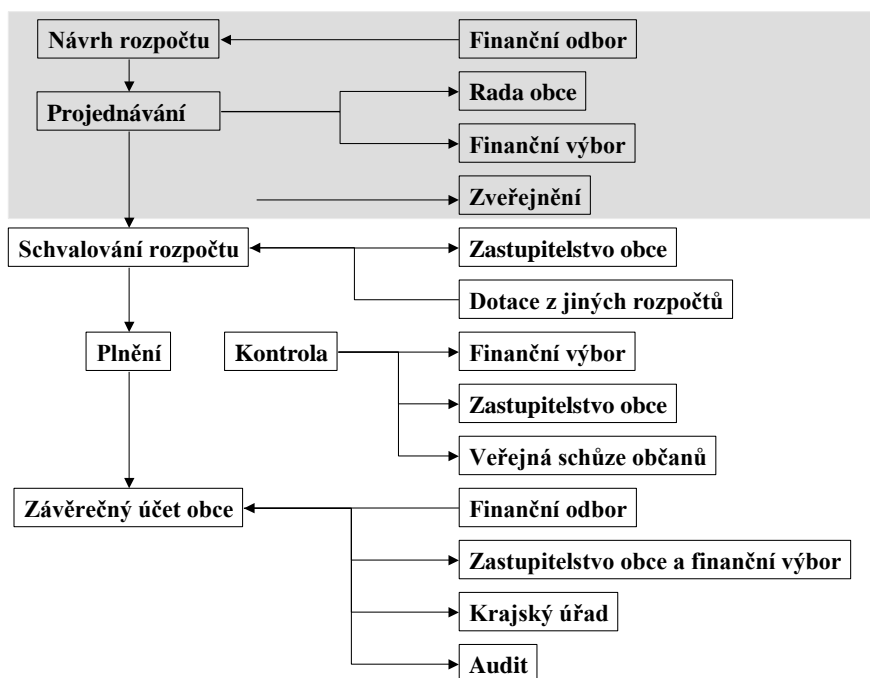 Návrh rozpočtu
Finanční odbor
Rada obce
Projednávání
Finanční výbor
Zveřejnění
Schvalování rozpočtu
Zastupitelstvo obce
Dotace z jiných rozpočtů
Plnění
Kontrola
Finanční výbor
Zastupitelstvo obce
Veřejná schůze občanů
Závěrečný účet obce
Finanční odbor
Zastupitelstvo obce a finanční výbor
Krajský úřad
Audit